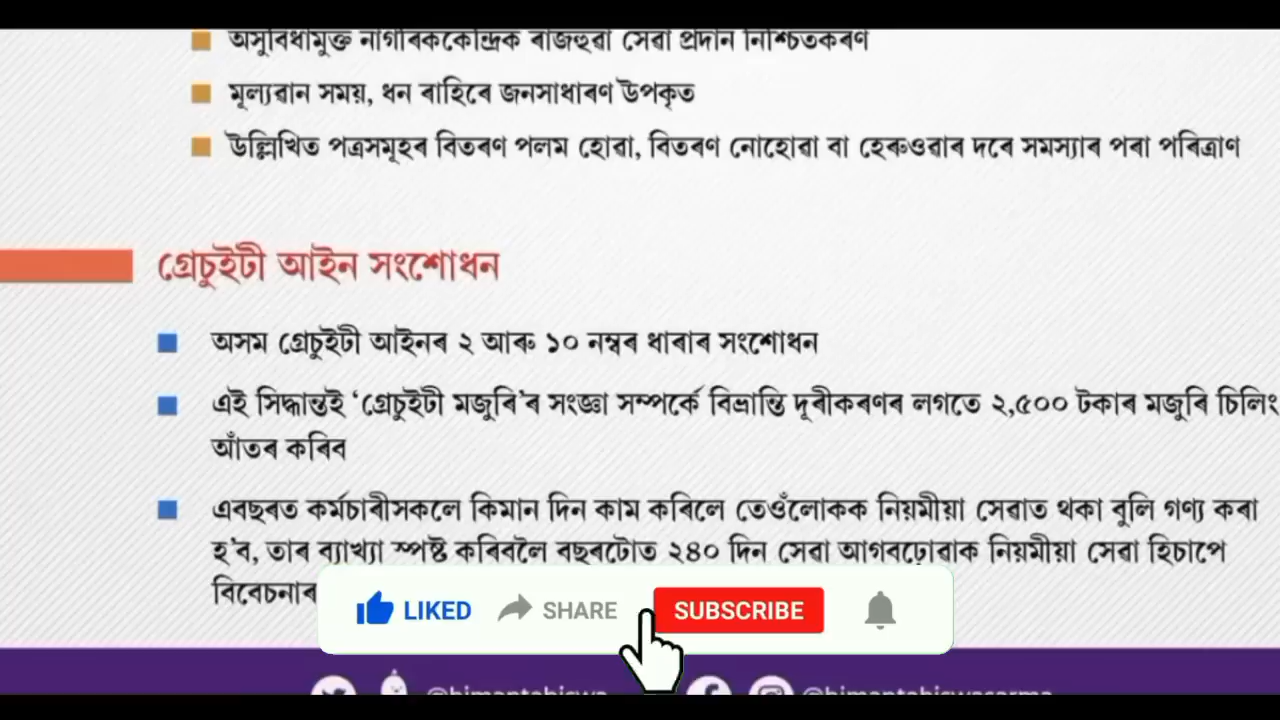 অসুবিধামুক্ত নাগৰিককেন্দ্ৰিক ৰাজহুৱা সেৱা প্ৰদান নিশ্চিতকৰণ
মূল্যৱান সময়, ধন ৰাহিৰে জনসাধাৰণ উপকৃত
উল্লিখিত পত্ৰসমূহৰ বিতৰণ পলম হোৱা, বিতৰণ নোহোৱা বা হেৰুওৱাৰ দৰে সমস্যাৰ পৰা পৰিত্ৰাণ
গ্ৰেচুইটী আইন সংশোধন
অসম গ্ৰেচুইটী আইনৰ ২ আৰু ১০ নম্বৰ ধাৰাৰ সংশোধন
এই সিদ্ধান্তই ‘গ্ৰেচুইটী মজুৰি’ৰ সংজ্ঞা সম্পৰ্কে বিভ্ৰান্তি দূৰীকৰণৰ লগতে ২,৫০০ টকাৰ মজুৰি চিলিং
আঁতৰ কৰিব
এবছৰত কৰ্মচাৰীসকলে কিমান দিন কাম কৰিলে তেওঁলোকক নিয়মীয়া সেৱাত থকা বুলি গণ্য কৰা
হ’ব, তাৰ ব্যাখ্যা স্পষ্ট কৰিবলৈ বছৰটোত ২৪০ দিন সেৱা আগবঢ়োৱাক নিয়মীয়া সেৱা হিচাপে
বিবেচনাৰ
LIKED SHARE SUBSCRIBE
@himantabiswa @himantabiswasarma